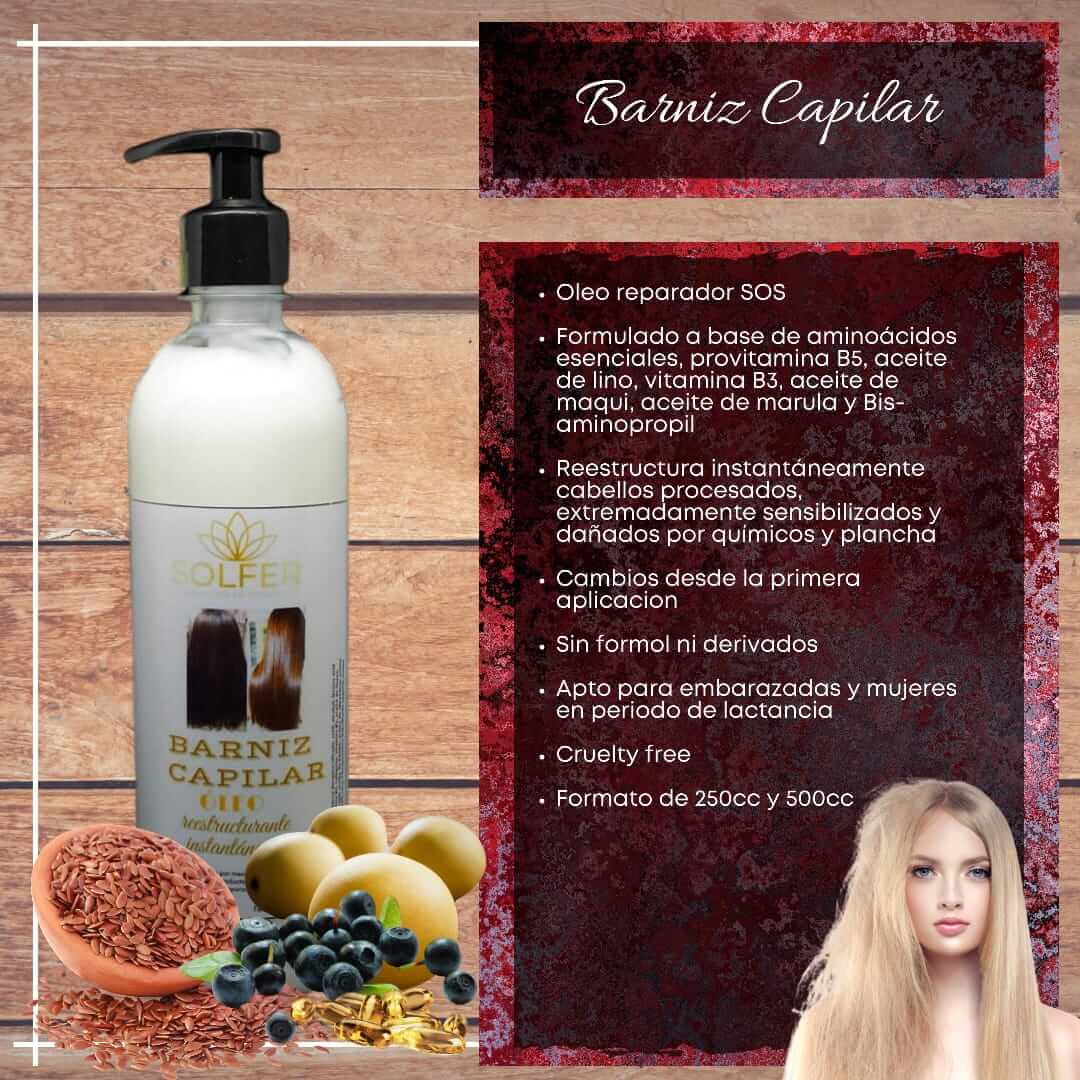 Barniz Capilar
• Oleo reparador SOS
• Formulado a base de aminoácidos
esenciales, provitamina B5, aceite
de lino, vitamina B3, aceite de
maqui, aceite de marula y Bis-
aminopropil
• Reestructura instantáneamente
cabellos procesados,
extremadamente sensibilizados y
dañados por químicos y plancha
• Cambios desde la primera
aplicacion
• Sin formol ni derivados
• Apto para embarazadas y mujeres
en periodo de lactancia
• Cruelty free
• Formato de 250cc y 500cc
SOLFER
BARNIZ
CAPILAR
ÓLEO
reestructurante